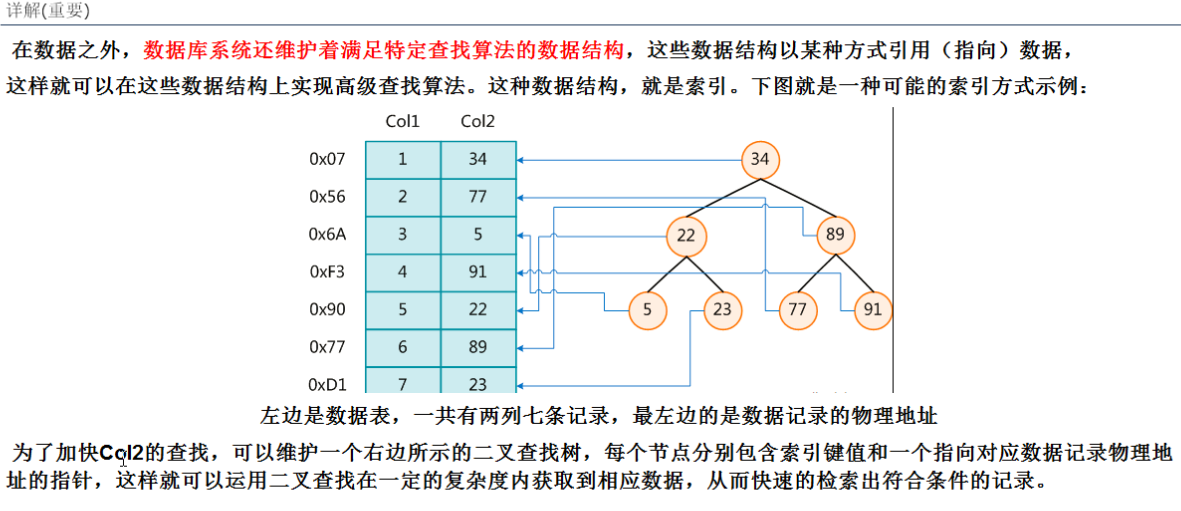 详解(重要)
在数据之外，数据库系统还维护着满足特定查找算法的数据结构，这些数据结构以某种方式引用（指向）数据，
这样就可以在这些数据结构上实现高级查找算法。这种数据结构，就是索引。下图就是一种可能的索引方式示例：
Col1 Col2
0x07 1 34 34
0x56 2 77
0x6A 3 5 22 89
0xF3 4 91
0x90 5 22 5 23 77 91
0x77 6 89
0xD1 7 23
左边是数据表，一共有两列七条记录，最左边的是数据记录的物理地址
为了加快Col2的查找，可以维护一个右边所示的二叉查找树，每个节点分别包含索引键值和一个指向对应数据记录物理地
址的指针，这样就可以运用二叉查找在一定的复杂度内获取到相应数据，从而快速的检索出符合条件的记录。